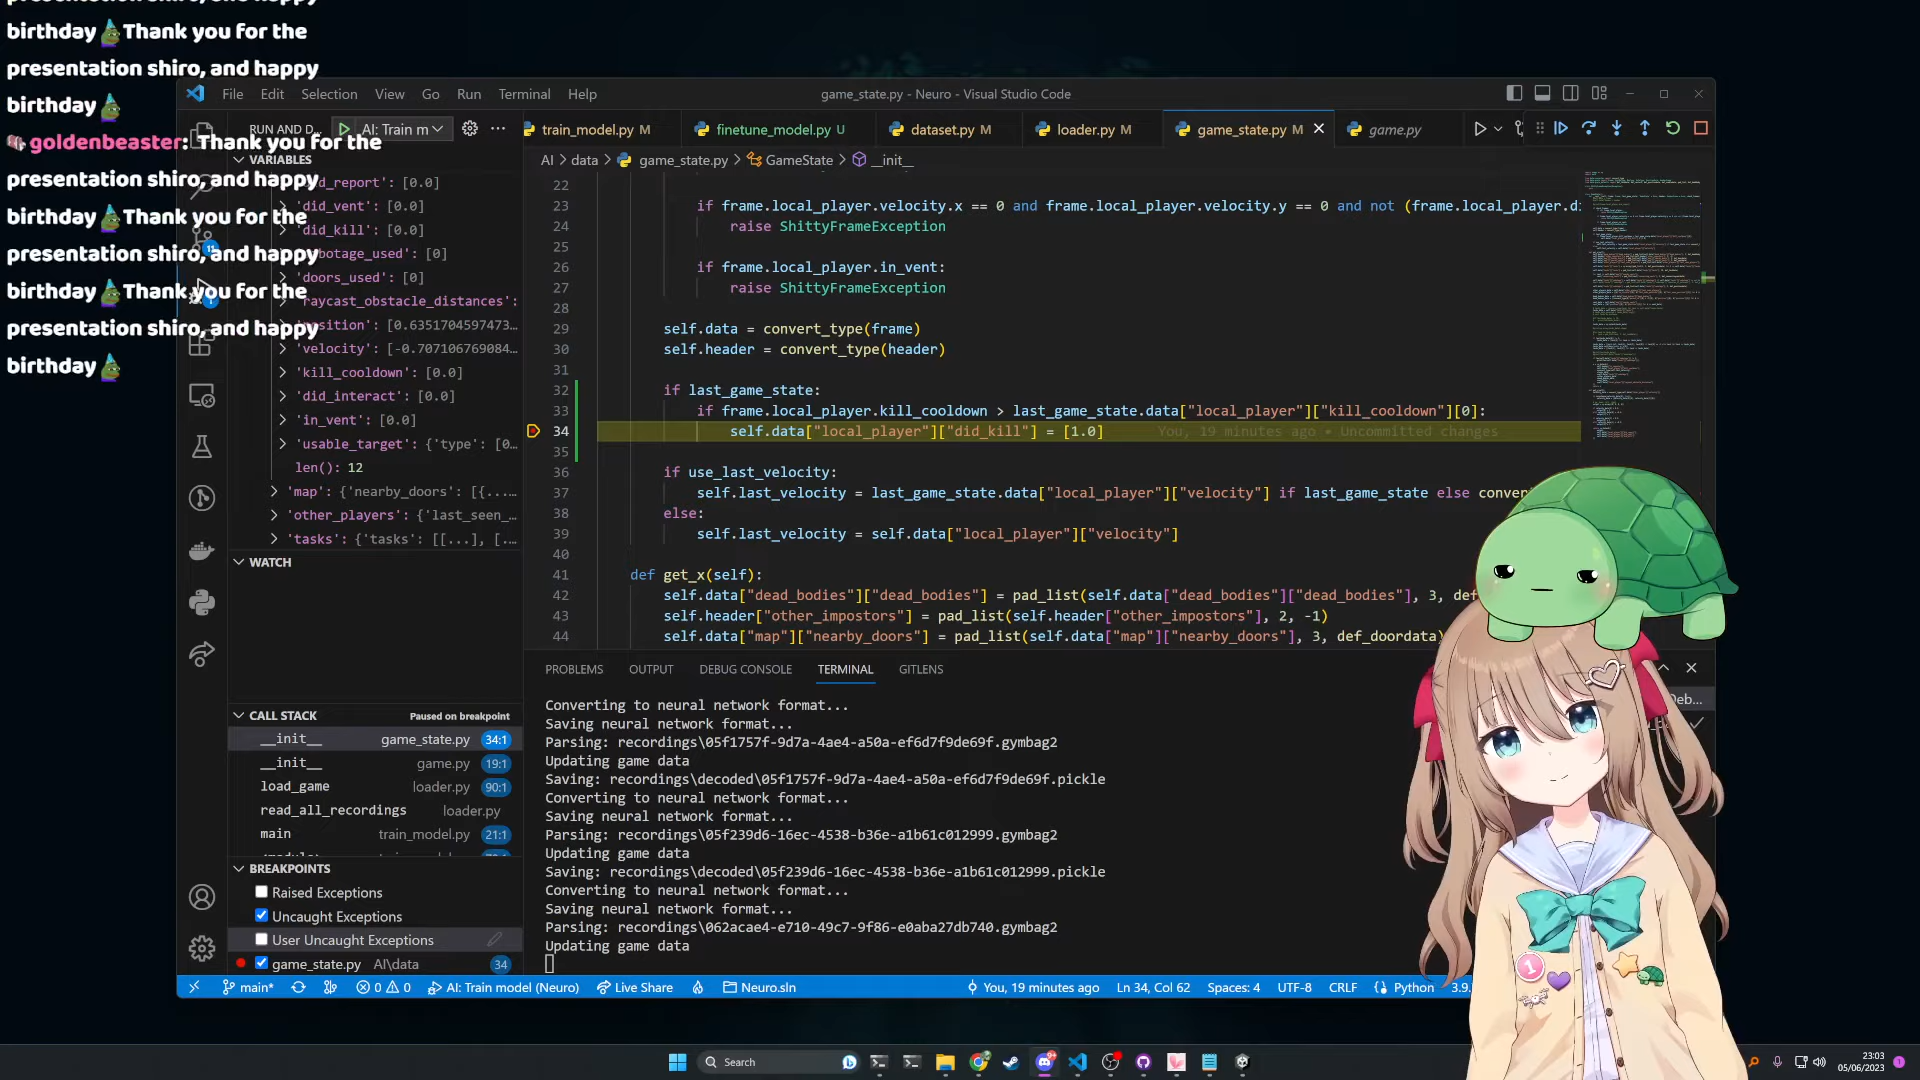 presentation shiro, and happy
birthday Thank you for the
presentation shiro, and happy
birthday
goldenbeaster: Thank you for the
presentation shiro, and happy
birthday Thank you for the
presentation shiro, and happy
birthday Thank you for the
presentation shiro, and happy
birthday
File Edit Selection View Go Run Terminal Help
game_state.py - Neuro - Visual Studio Code
RUN AND D... AI: Train m
train_model.py M finetune_model.py U dataset.py M loader.py M game_state.py M game.py
AI > data > game_state.py > GameState > __init__
VARIABLES
'did_vent': [0.0]
'did_kill': [0.0]
'doors_used': [0]
raycast_obstacle_distances':
[0.6351704597473...
'velocity': [-0.707106769084...
'kill_cooldown': [0.0]
'did_interact': [0.0]
'in_vent': [0.0]
'usable_target': {'type': [0...
len(): 12
'map': {'nearby_doors': [{...,...
'other_players': {'last_seen_...
'tasks': {'tasks': [[...], [...
WATCH
CALL STACK Paused on breakpoint
__init__ game_state.py 34:1
__init__ game.py 19:1
load_game loader.py 90:1
read_all_recordings loader.py
main train_model.py 21:1
BREAKPOINTS
Raised Exceptions
Uncaught Exceptions
User Uncaught Exceptions
game_state.py AI\data 34
22
23 if frame.local_player.velocity.x == 0 and frame.local_player.velocity.y == 0 and not (frame.local_player.di
24 raise ShittyFrameException
25
26 if frame.local_player.in_vent:
27 raise ShittyFrameException
28
29 self.data = convert_type(frame)
30 self.header = convert_type(header)
31
32 if last_game_state:
33 if frame.local_player.kill_cooldown > last_game_state.data["local_player"]["kill_cooldown"][0]:
34 self.data["local_player"]["did_kill"] = [1.0] You, 19 minutes ago • Uncommitted changes
35
36 if use_last_velocity:
37 self.last_velocity = last_game_state.data["local_player"]["velocity"] if last_game_state else conver
38 else:
39 self.last_velocity = self.data["local_player"]["velocity"]
40
41 def get_x(self):
42 self.data["dead_bodies"]["dead_bodies"] = pad_list(self.data["dead_bodies"]["dead_bodies"], 3, def
43 self.header["other_impostors"] = pad_list(self.header["other_impostors"], 2, -1)
44 self.data["map"]["nearby_doors"] = pad_list(self.data["map"]["nearby_doors"], 3, def_doordata)
PROBLEMS OUTPUT DEBUG CONSOLE TERMINAL GITLENS
Deb...
Converting to neural network format...
Saving neural network format...
Parsing: recordings\05f1757f-9d7a-4ae4-a50a-ef6d7f9de69f.gymbag2
Updating game data
Saving: recordings\decoded\05f1757f-9d7a-4ae4-a50a-ef6d7f9de69f.pickle
Converting to neural network format...
Saving neural network format...
Parsing: recordings\05f239d6-16ec-4538-b36e-a1b61c012999.gymbag2
Updating game data
Saving: recordings\decoded\05f239d6-16ec-4538-b36e-a1b61c012999.pickle
Converting to neural network format...
Saving neural network format...
Parsing: recordings\062acae4-e710-49c7-9f86-e0aba27db740.gymbag2
Updating game data
main* 0 0 AI: Train model (Neuro) Live Share Neuro.sln You, 19 minutes ago Ln 34, Col 62 Spaces: 4 UTF-8 CRLF Python 3.9.
1
Search
23:03
05/06/2023